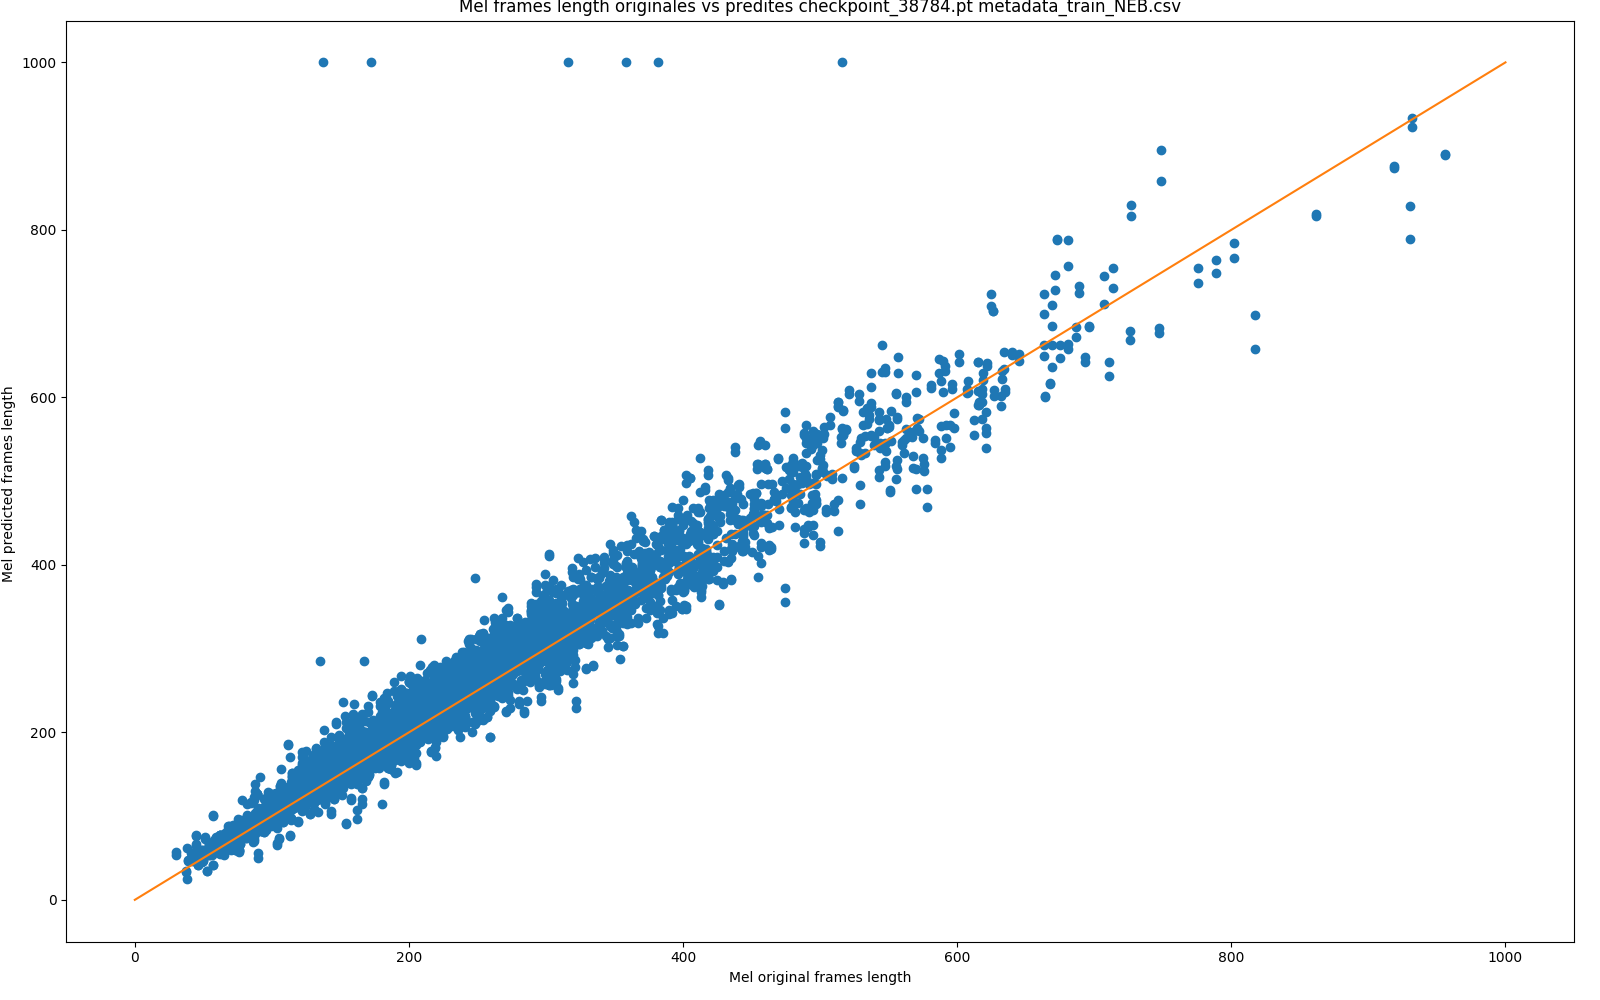 Mel frames length originales vs predites checkpoint_38784.pt metadata_train_NEB.csv
1000
800
600
400
200
0
Mel predicted frames length
0 200 400 600 800 1000
Mel original frames length